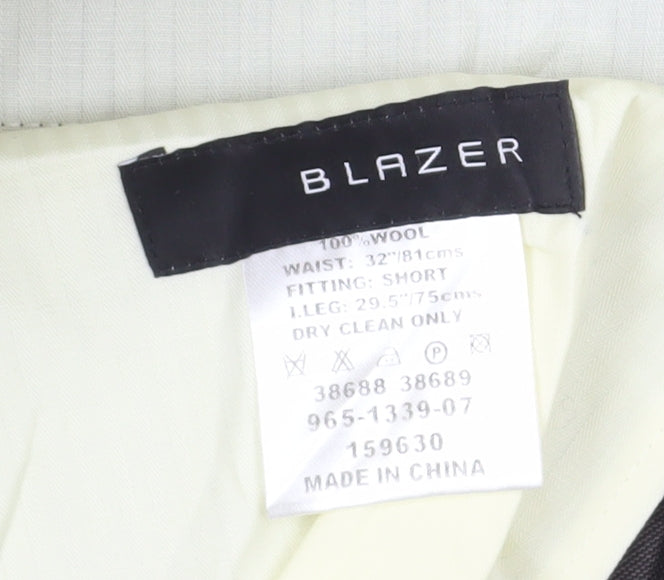 BLAZER
100% WOOL
WAIST: 32"/81cms
FITTING: SHORT
I.LEG: 29.5"/75cms
DRY CLEAN ONLY
P
38688 38689
965-1339-07
159630
MADE IN CHINA